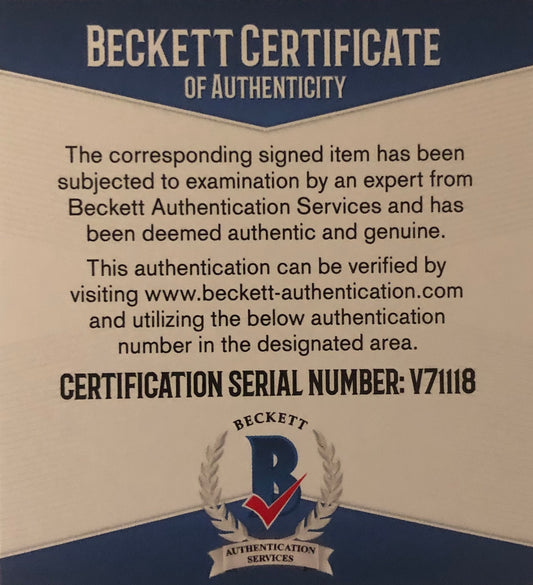 BECKETT CERTIFICATE
OF AUTHENTICITY
The corresponding signed item has been
subjected to examination by an expert from
Beckett Authentication Services and has
been deemed authentic and genuine.
This authentication can be verified by
visiting www.beckett-authentication.com
and utilizing the below authentication
number in the designated area.
CERTIFICATION SERIAL NUMBER: V71118
BECKETT
B
AUTHENTICATION
SERVICES